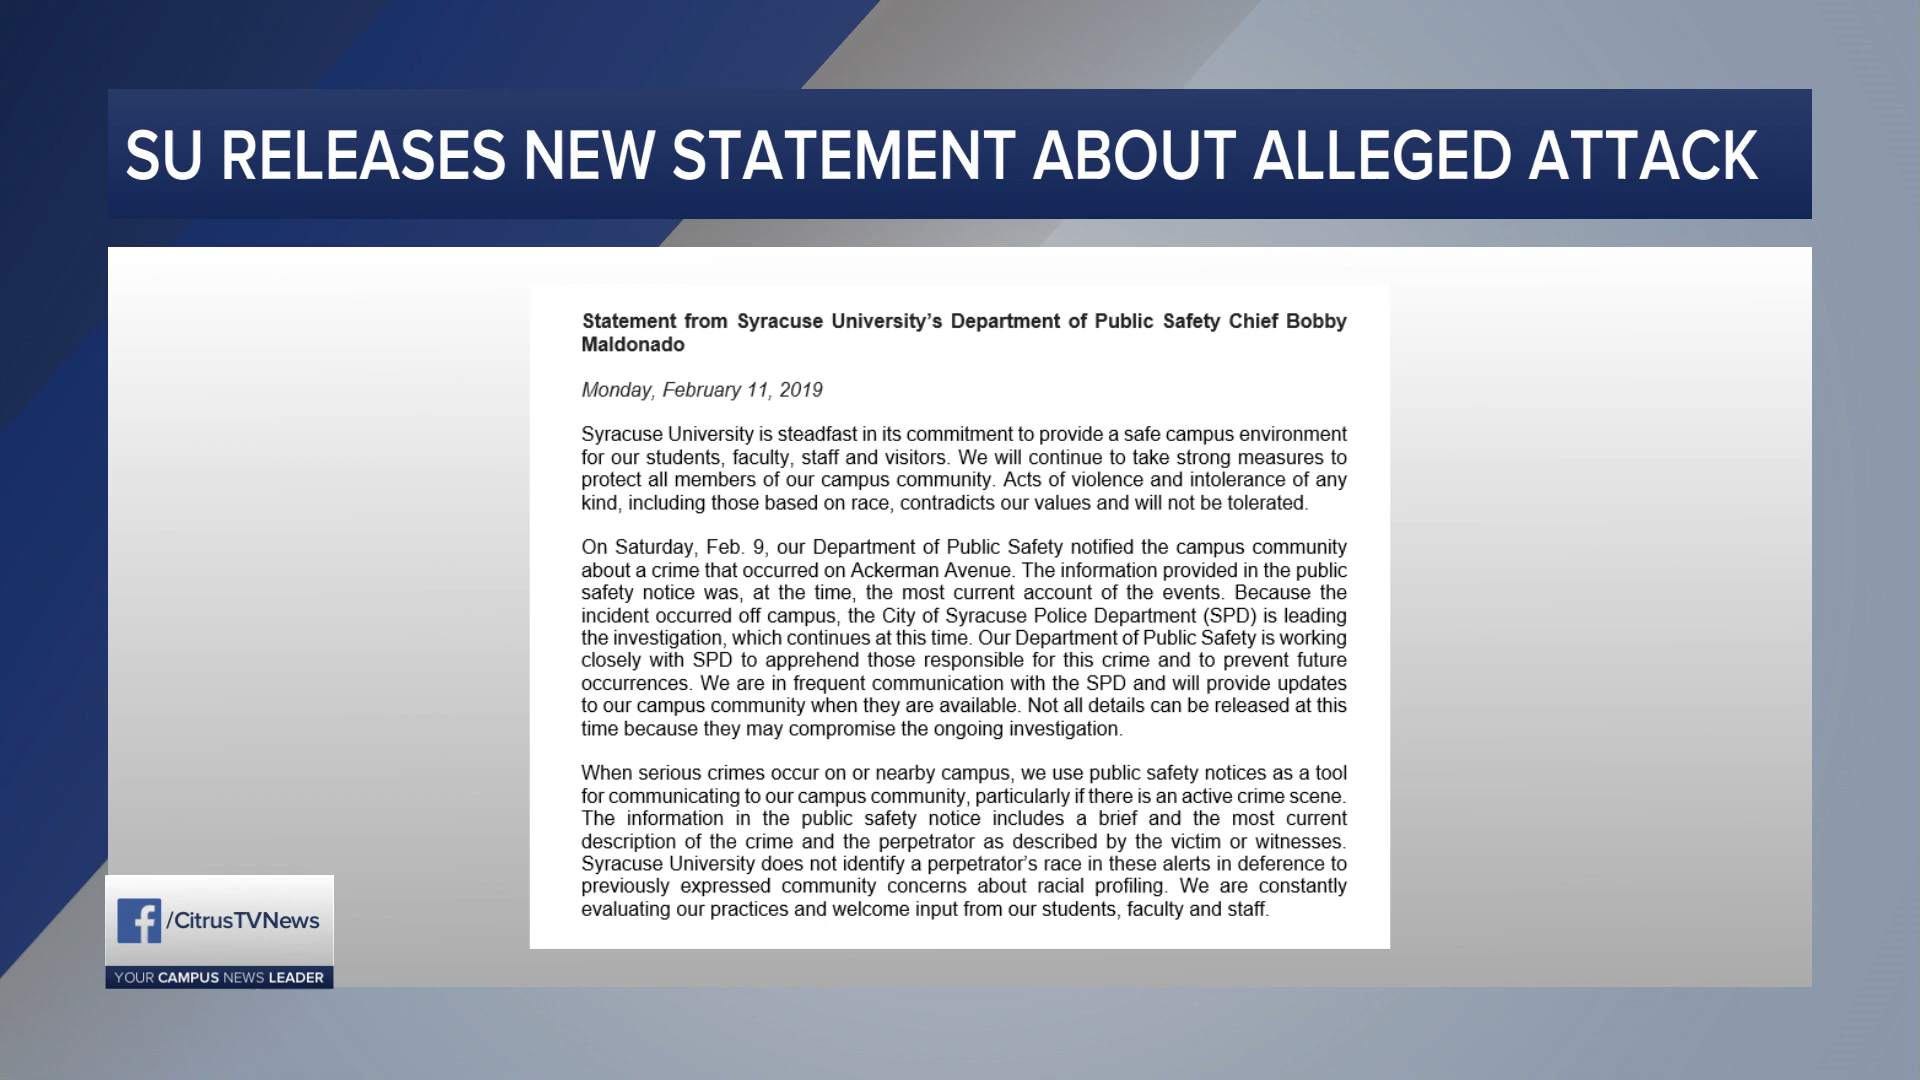 SU RELEASES NEW STATEMENT ABOUT ALLEGED ATTACK
Statement from Syracuse University’s Department of Public Safety Chief Bobby
Maldonado
Monday, February 11, 2019
Syracuse University is steadfast in its commitment to provide a safe campus environment
for our students, faculty, staff and visitors. We will continue to take strong measures to
protect all members of our campus community. Acts of violence and intolerance of any
kind, including those based on race, contradicts our values and will not be tolerated.
On Saturday, Feb. 9, our Department of Public Safety notified the campus community
about a crime that occurred on Ackerman Avenue. The information provided in the public
safety notice was, at the time, the most current account of the events. Because the
incident occurred off campus, the City of Syracuse Police Department (SPD) is leading
the investigation, which continues at this time. Our Department of Public Safety is working
closely with SPD to apprehend those responsible for this crime and to prevent future
occurrences. We are in frequent communication with the SPD and will provide updates
to our campus community when they are available. Not all details can be released at this
time because they may compromise the ongoing investigation.
When serious crimes occur on or nearby campus, we use public safety notices as a tool
for communicating to our campus community, particularly if there is an active crime scene.
The information in the public safety notice includes a brief and the most current
description of the crime and the perpetrator as described by the victim or witnesses.
Syracuse University does not identify a perpetrator’s race in these alerts in deference to
previously expressed community concerns about racial profiling. We are constantly
evaluating our practices and welcome input from our students, faculty and staff.
f /CitrusTVNews
YOUR CAMPUS NEWS LEADER